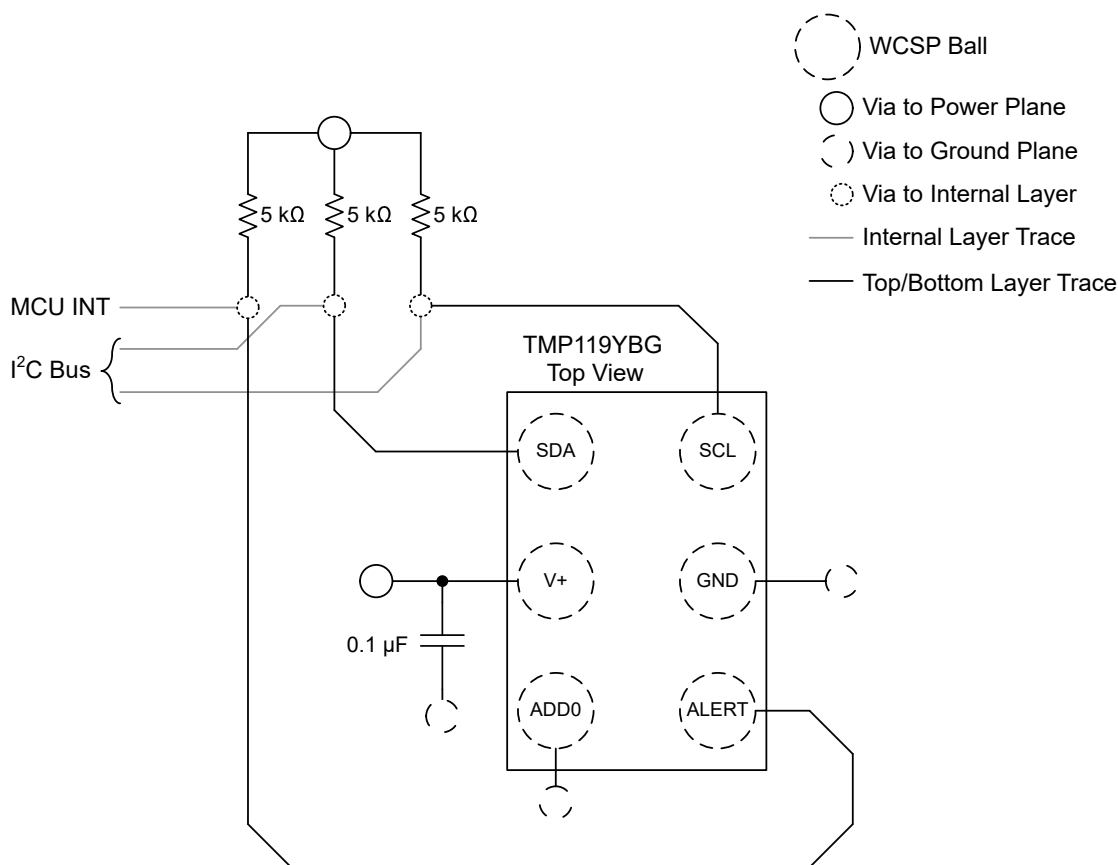 WCSP Ball
Via to Power Plane
Via to Ground Plane
Via to Internal Layer
Internal Layer Trace
Top/Bottom Layer Trace
5 kΩ
5 kΩ
5 kΩ
MCU INT
I²C Bus
TMP119YBG
Top View
SDA
SCL
V+
GND
0.1 µF
ADD0
ALERT